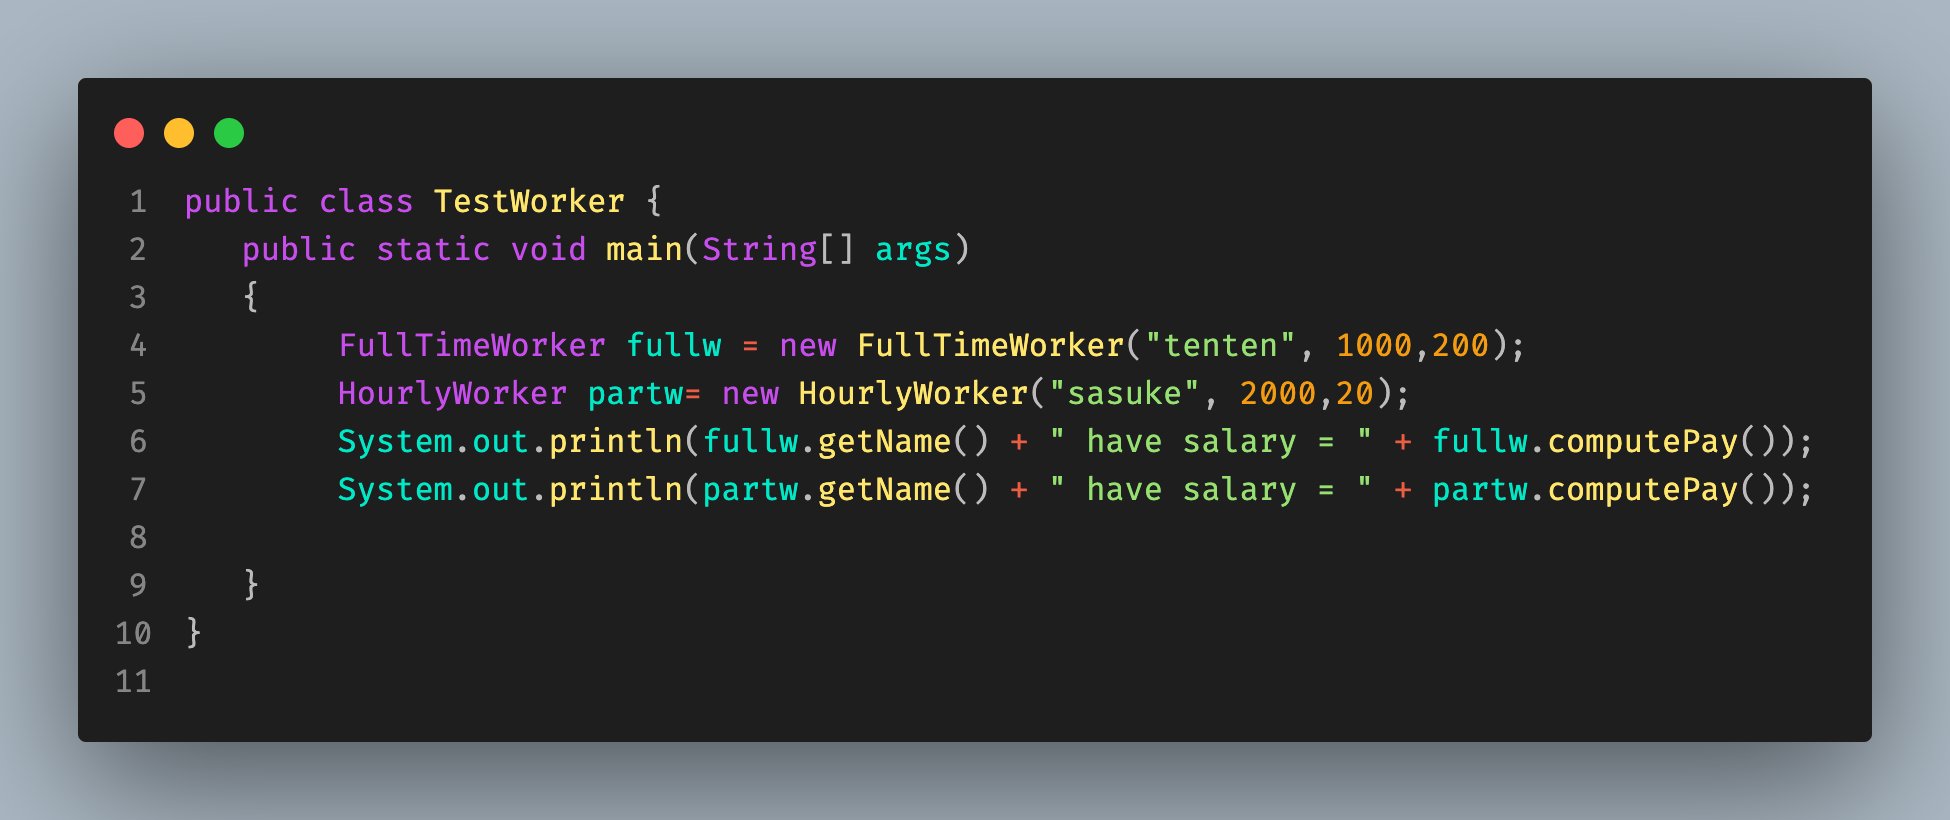 1 public class TestWorker {
2 public static void main(String[] args)
3 {
4 FullTimeWorker fullw = new FullTimeWorker("tenten", 1000,200);
5 HourlyWorker partw= new HourlyWorker("sasuke", 2000,20);
6 System.out.println(fullw.getName() + " have salary = " + fullw.computePay());
7 System.out.println(partw.getName() + " have salary = " + partw.computePay());
8
9 }
10 }
11